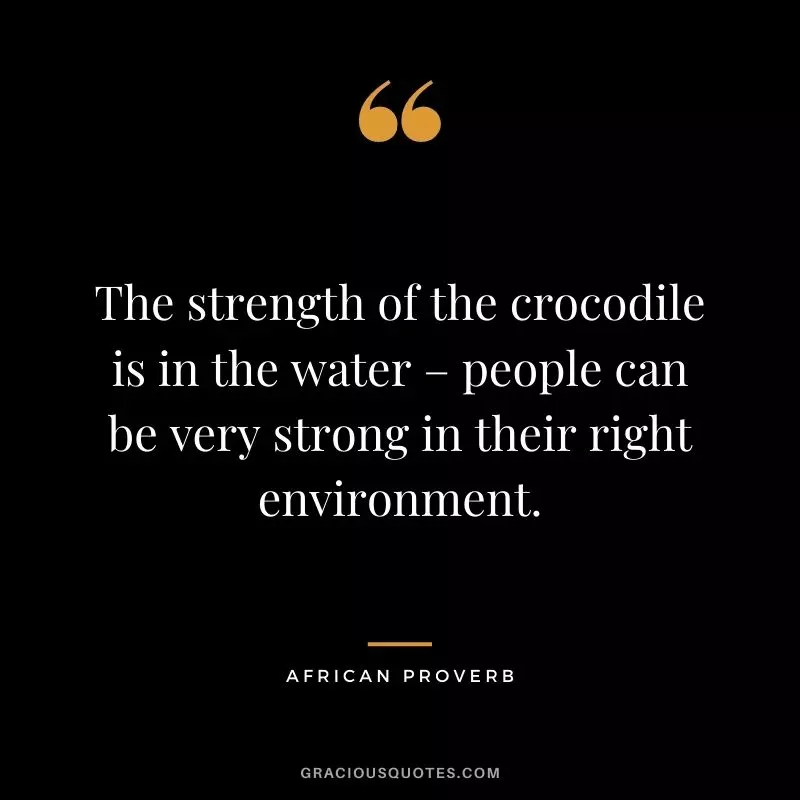 The strength of the crocodile
is in the water – people can
be very strong in their right
environment.
AFRICAN PROVERB
GRACIOUSQUOTES.COM